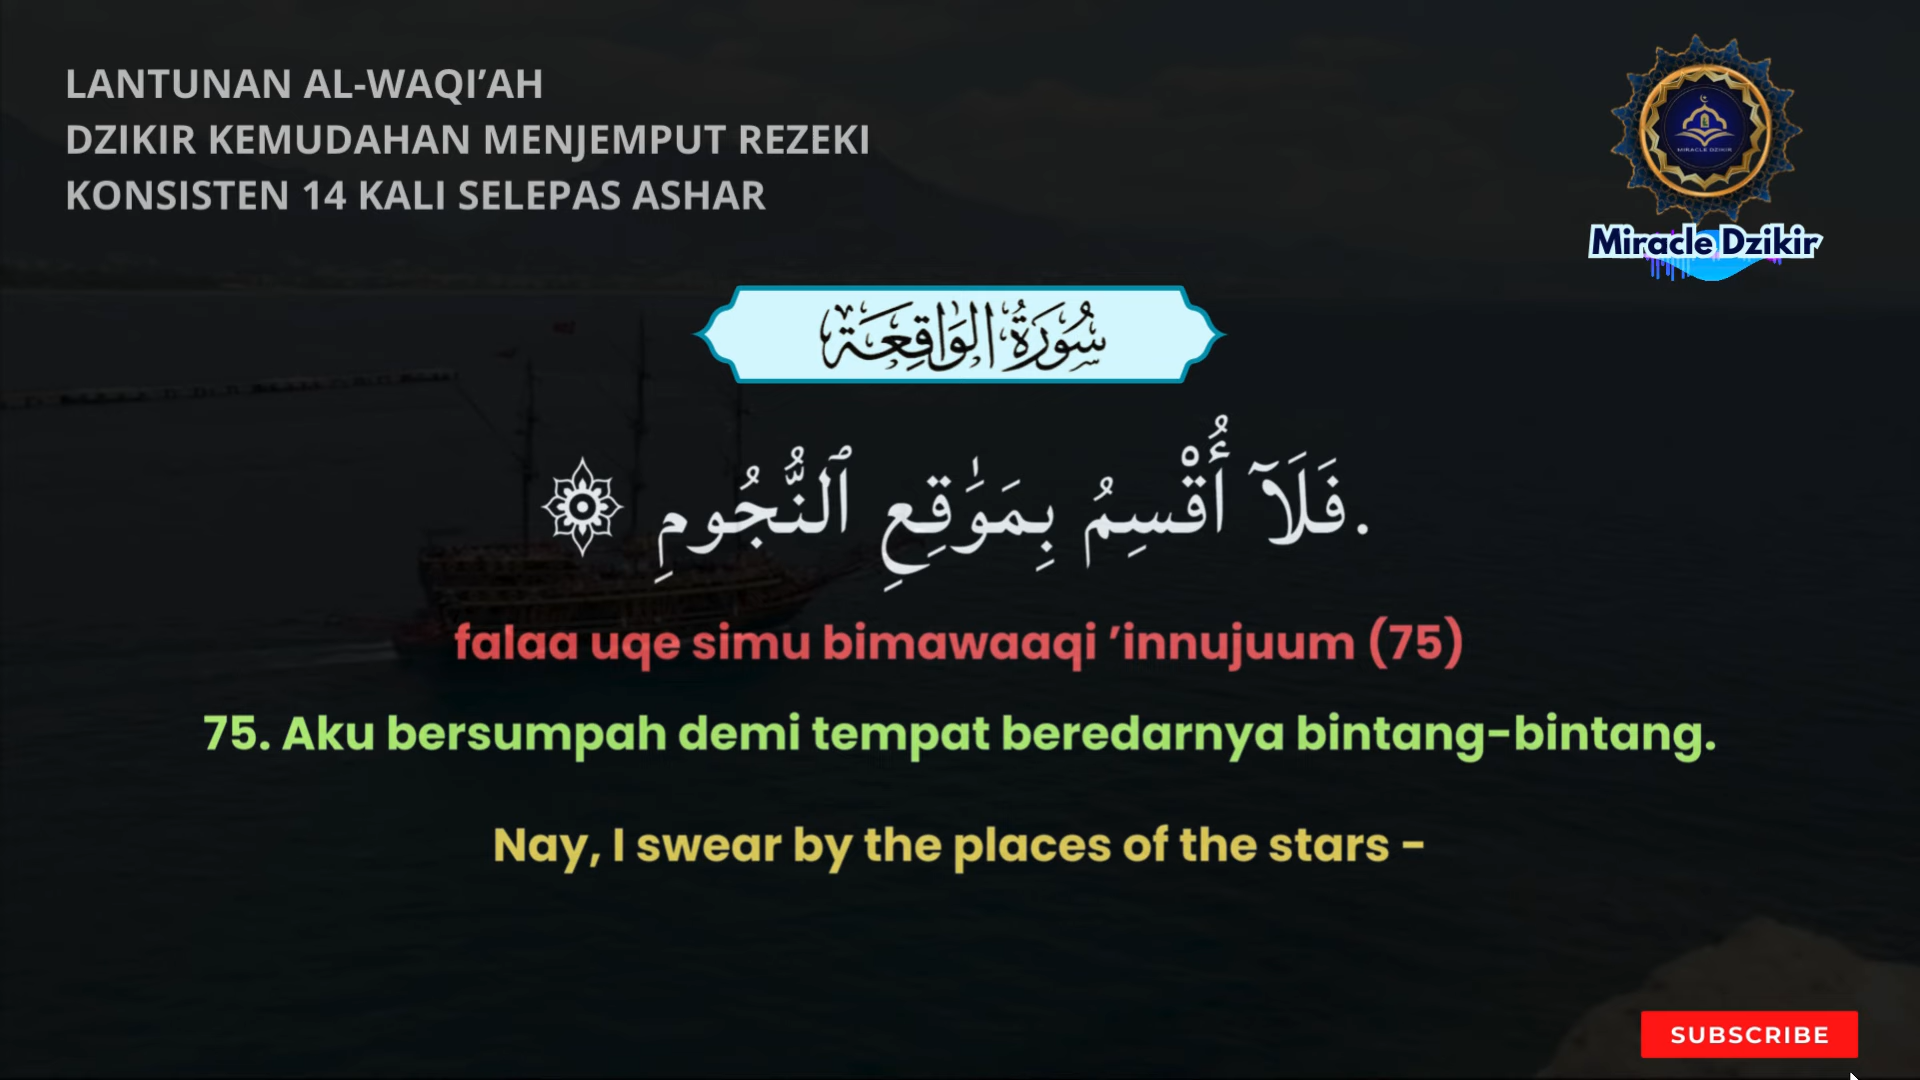 LANTUNAN AL-WAQI’AH
DZIKIR KEMUDAHAN MENJEMPUT REZEKI
KONSISTEN 14 KALI SELEPAS ASHAR
MIRACLE DZIKIR
Miracle Dzikir
سُورَةُ الوَاقِعَة
فَلَآ أُقْسِمُ بِمَوَٰقِعِ ٱلنُّجُومِ ۞.
falaa uqe simu bimawaaqi ’innujuum (75)
75. Aku bersumpah demi tempat beredarnya bintang-bintang.
Nay, I swear by the places of the stars -
SUBSCRIBE